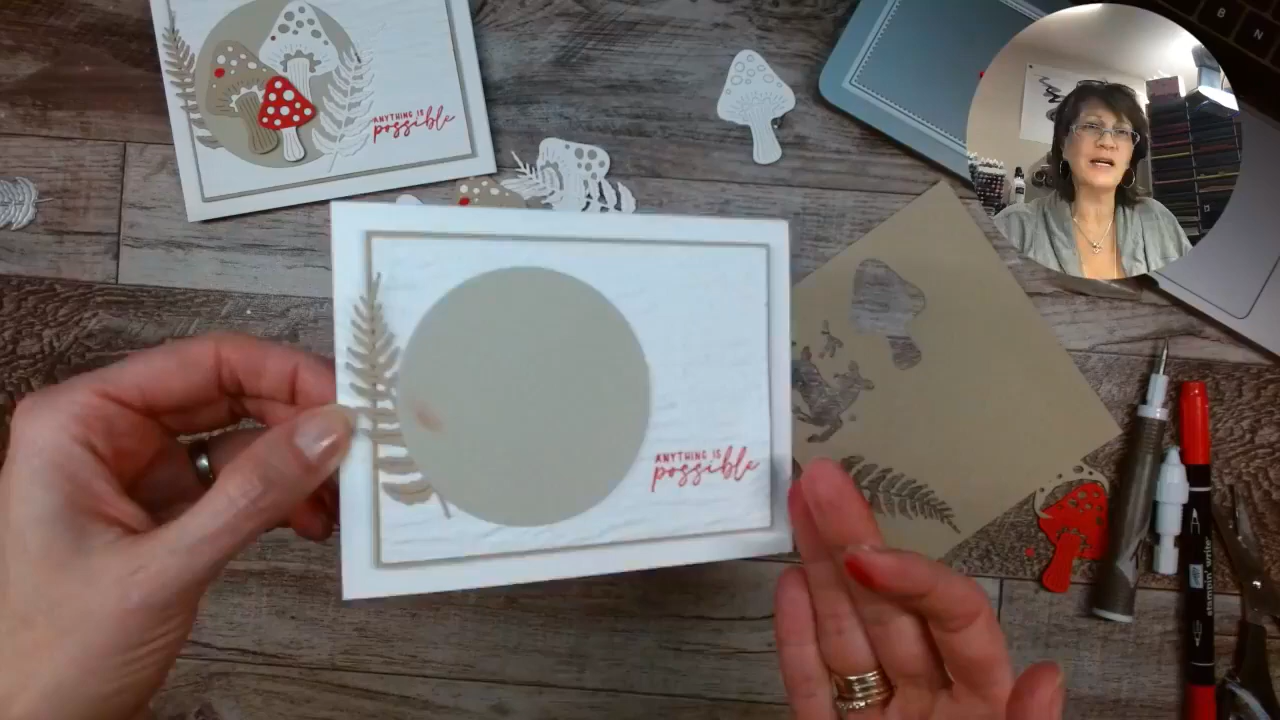 ANYTHING IS
possible
ANYTHING IS
possible
B
N
A
stampin' write